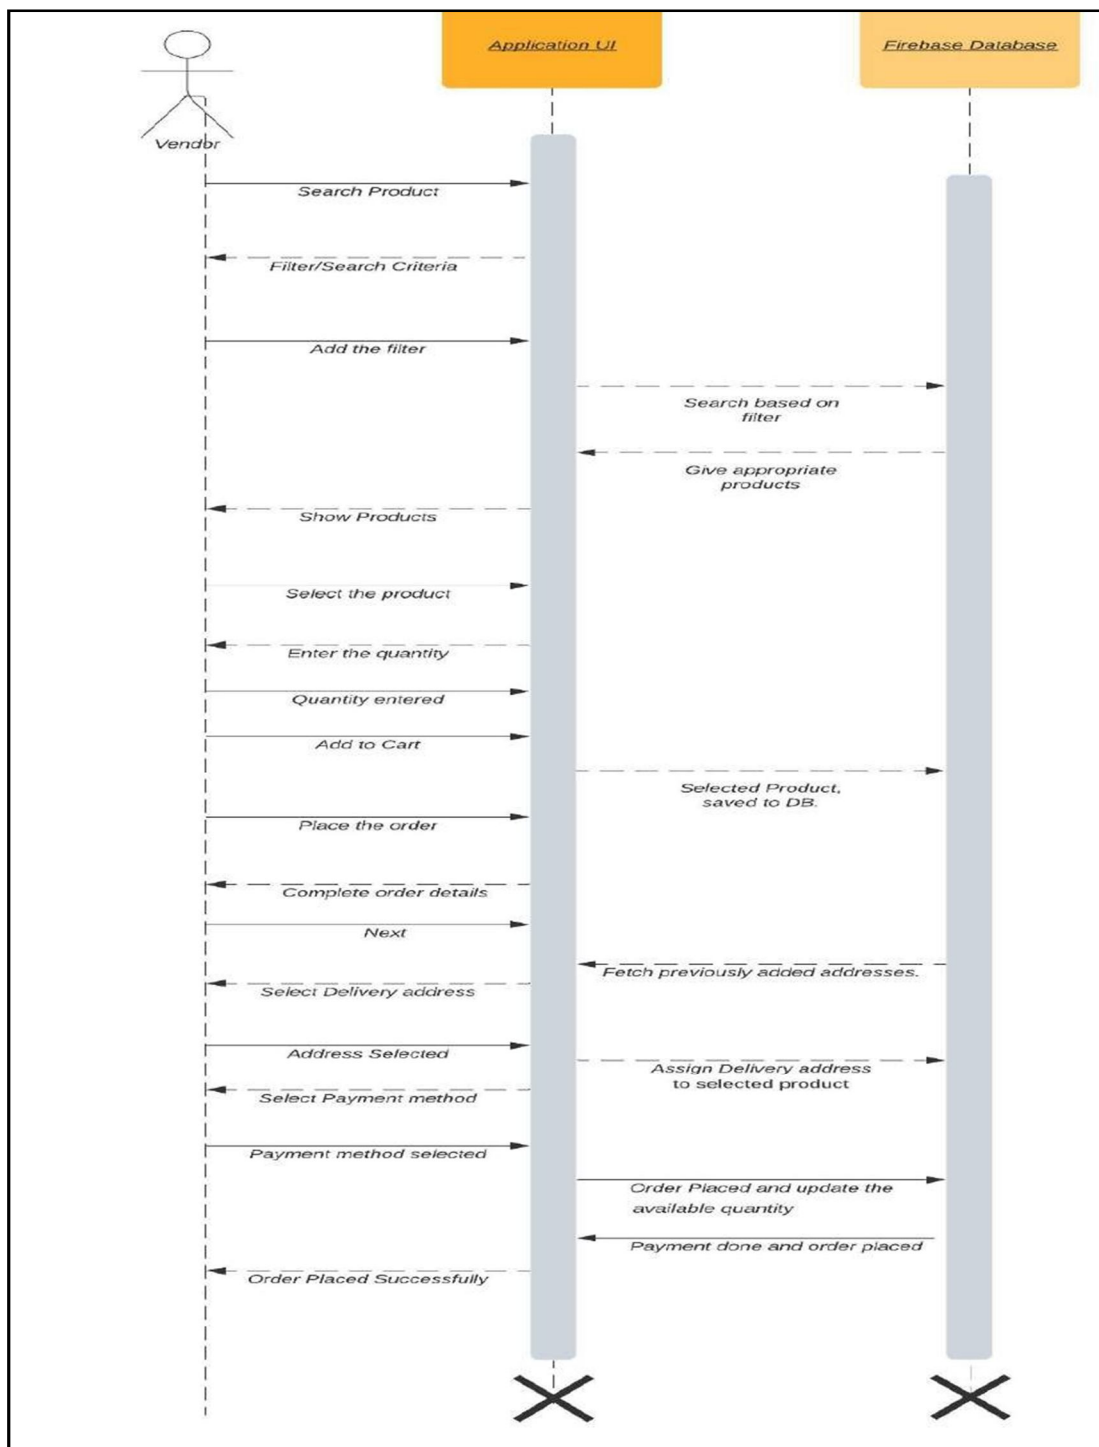 Application UI
Firebase Database
Vendor
Search Product
Filter/Search Criteria
Add the filter
Search based on
filter
Give appropriate
products
Show Products
Select the product
Enter the quantity
Quantity entered
Add to Cart
Selected Product,
saved to DB.
Place the order
Complete order details
Next
Fetch previously added addresses.
Select Delivery address
Address Selected
Assign Delivery address
to selected product
Select Payment method
Payment method selected
Order Placed and update the
available quantity
Payment done and order placed
Order Placed Successfully